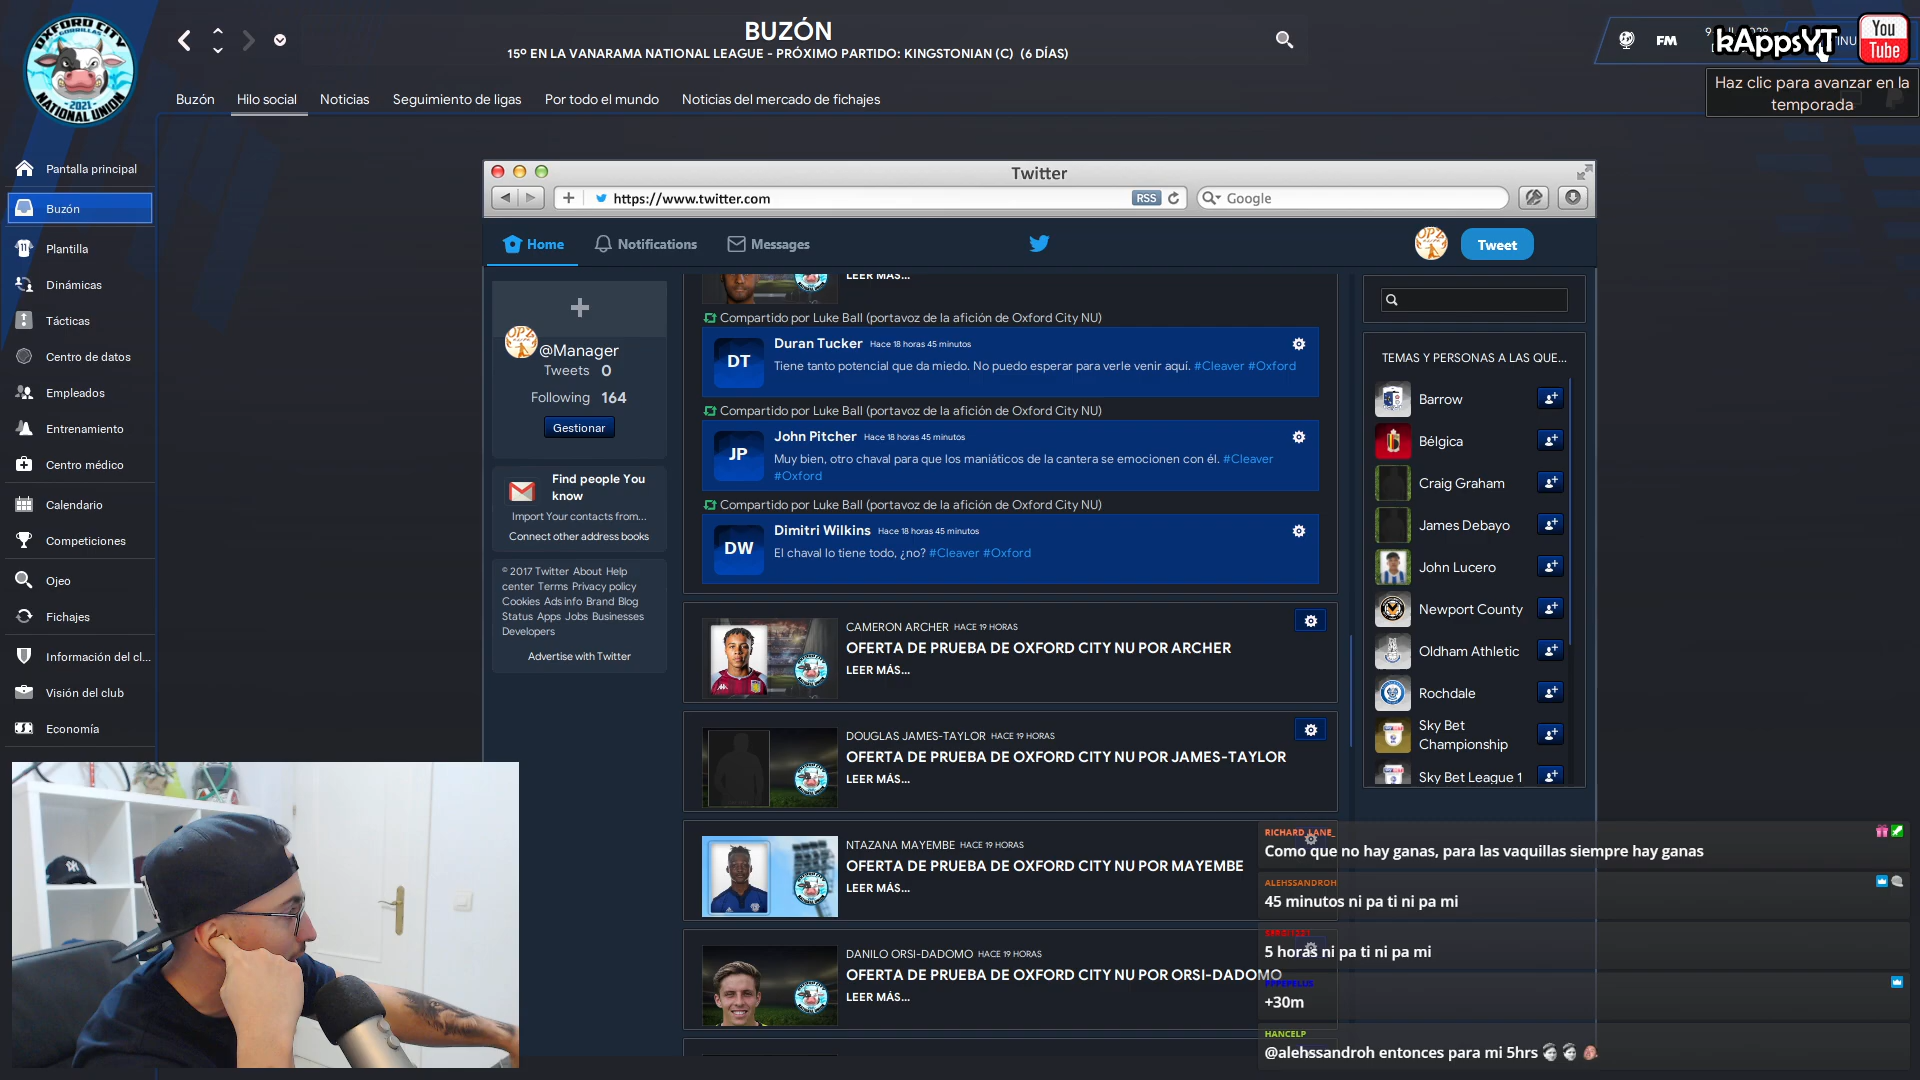 OXFORD CITY
GORRILLAS
-2021-
NATIONAL UNION
BUZÓN
15º EN LA VANARAMA NATIONAL LEAGUE - PRÓXIMO PARTIDO: KINGSTONIAN (C) (6 DÍAS)
FM
kAppsYT
You
Tube
Haz clic para avanzar en la
temporada
Buzón
Hilo social
Noticias
Seguimiento de ligas
Por todo el mundo
Noticias del mercado de fichajes
Pantalla principal
Buzón
Plantilla
Dinámicas
Tácticas
Centro de datos
Empleados
Entrenamiento
Centro médico
Calendario
Competiciones
Ojeo
Fichajes
Información del cl...
Visión del club
Economía
Twitter
https://www.twitter.com
RSS
Google
Home
Notifications
Messages
Tweet
@Manager
Tweets 0
Following 164
Gestionar
Find people You
know
Import Your contacts from...
Connect other address books
© 2017 Twitter About Help
center Terms Privacy policy
Cookies Ads info Brand Blog
Status Apps Jobs Businesses
Developers
Advertise with Twitter
LEER MÁS...
Compartido por Luke Ball (portavoz de la afición de Oxford City NU)
DT
Duran Tucker Hace 18 horas 45 minutos
Tiene tanto potencial que da miedo. No puedo esperar para verle venir aquí. #Cleaver #Oxford
Compartido por Luke Ball (portavoz de la afición de Oxford City NU)
JP
John Pitcher Hace 18 horas 45 minutos
Muy bien, otro chaval para que los maniáticos de la cantera se emocionen con él. #Cleaver
#Oxford
Compartido por Luke Ball (portavoz de la afición de Oxford City NU)
DW
Dimitri Wilkins Hace 18 horas 45 minutos
El chaval lo tiene todo, ¿no? #Cleaver #Oxford
CAMERON ARCHER HACE 19 HORAS
OFERTA DE PRUEBA DE OXFORD CITY NU POR ARCHER
LEER MÁS...
DOUGLAS JAMES-TAYLOR HACE 19 HORAS
OFERTA DE PRUEBA DE OXFORD CITY NU POR JAMES-TAYLOR
LEER MÁS...
NTAZANA MAYEMBE HACE 19 HORAS
OFERTA DE PRUEBA DE OXFORD CITY NU POR MAYEMBE
LEER MÁS...
DANILO ORSI-DADOMO HACE 19 HORAS
OFERTA DE PRUEBA DE OXFORD CITY NU POR ORSI-DADOMO
LEER MÁS...
TEMAS Y PERSONAS A LAS QUE...
Barrow
Bélgica
Craig Graham
James Debayo
John Lucero
Newport County
Oldham Athletic
Rochdale
Sky Bet
Championship
Sky Bet League 1
RICHARD_LANE_
Como que no hay ganas, para las vaquillas siempre hay ganas
ALEHSSANDROH
45 minutos ni pa ti ni pa mi
5 horas ni pa ti ni pa mi
+30m
HANCELP
@alehssandroh entonces para mi 5hrs